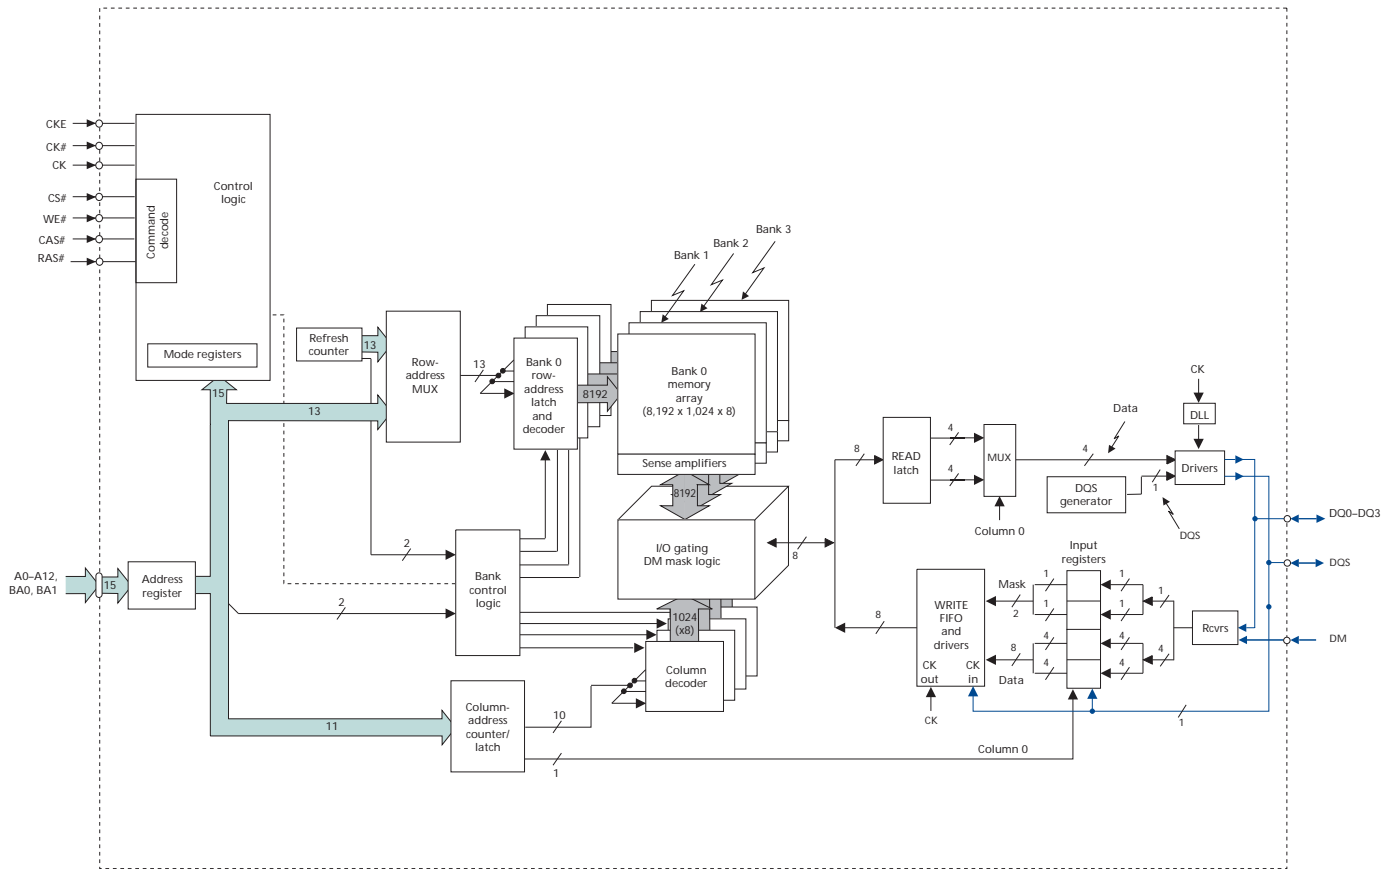 CKE
CK#
CK
CS#
WE#
CAS#
RAS#
Command
decode
Control
logic
Mode registers
Refresh
counter
13
15
13
Row-
address
MUX
13
Bank 0
row-
address
latch
and
decoder
8192
Bank 1
Bank 2
Bank 3
Bank 0
memory
array
(8,192 x 1,024 x 8)
Sense amplifiers
8192
I/O gating
DM mask logic
8
1024
(x8)
Column
decoder
2
2
Bank
control
logic
A0–A12,
BA0, BA1
15
Address
register
11
Column-
address
counter/
latch
10
1
Column 0
8
READ
latch
4
4
MUX
Column 0
4
Data
CK
DLL
Drivers
DQS
generator
1
DQS
DQ0–DQ3
DQS
DM
Input
registers
8
WRITE
FIFO
and
drivers
CK
out
CK
in
CK
Mask
2
8
Data
1
1
4
4
1
1
4
4
1
4
Rcvrs
1